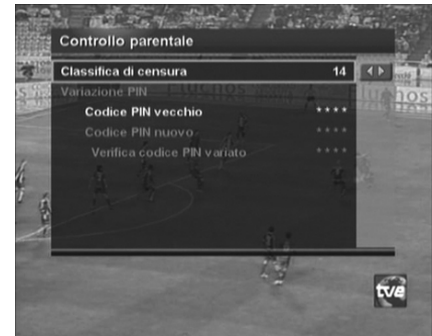 Controllo parentale
Classifica di censura 14
Variazione PIN
Codice PIN vecchio ****
Codice PIN nuovo ****
Verifica codice PIN variato ****
tve